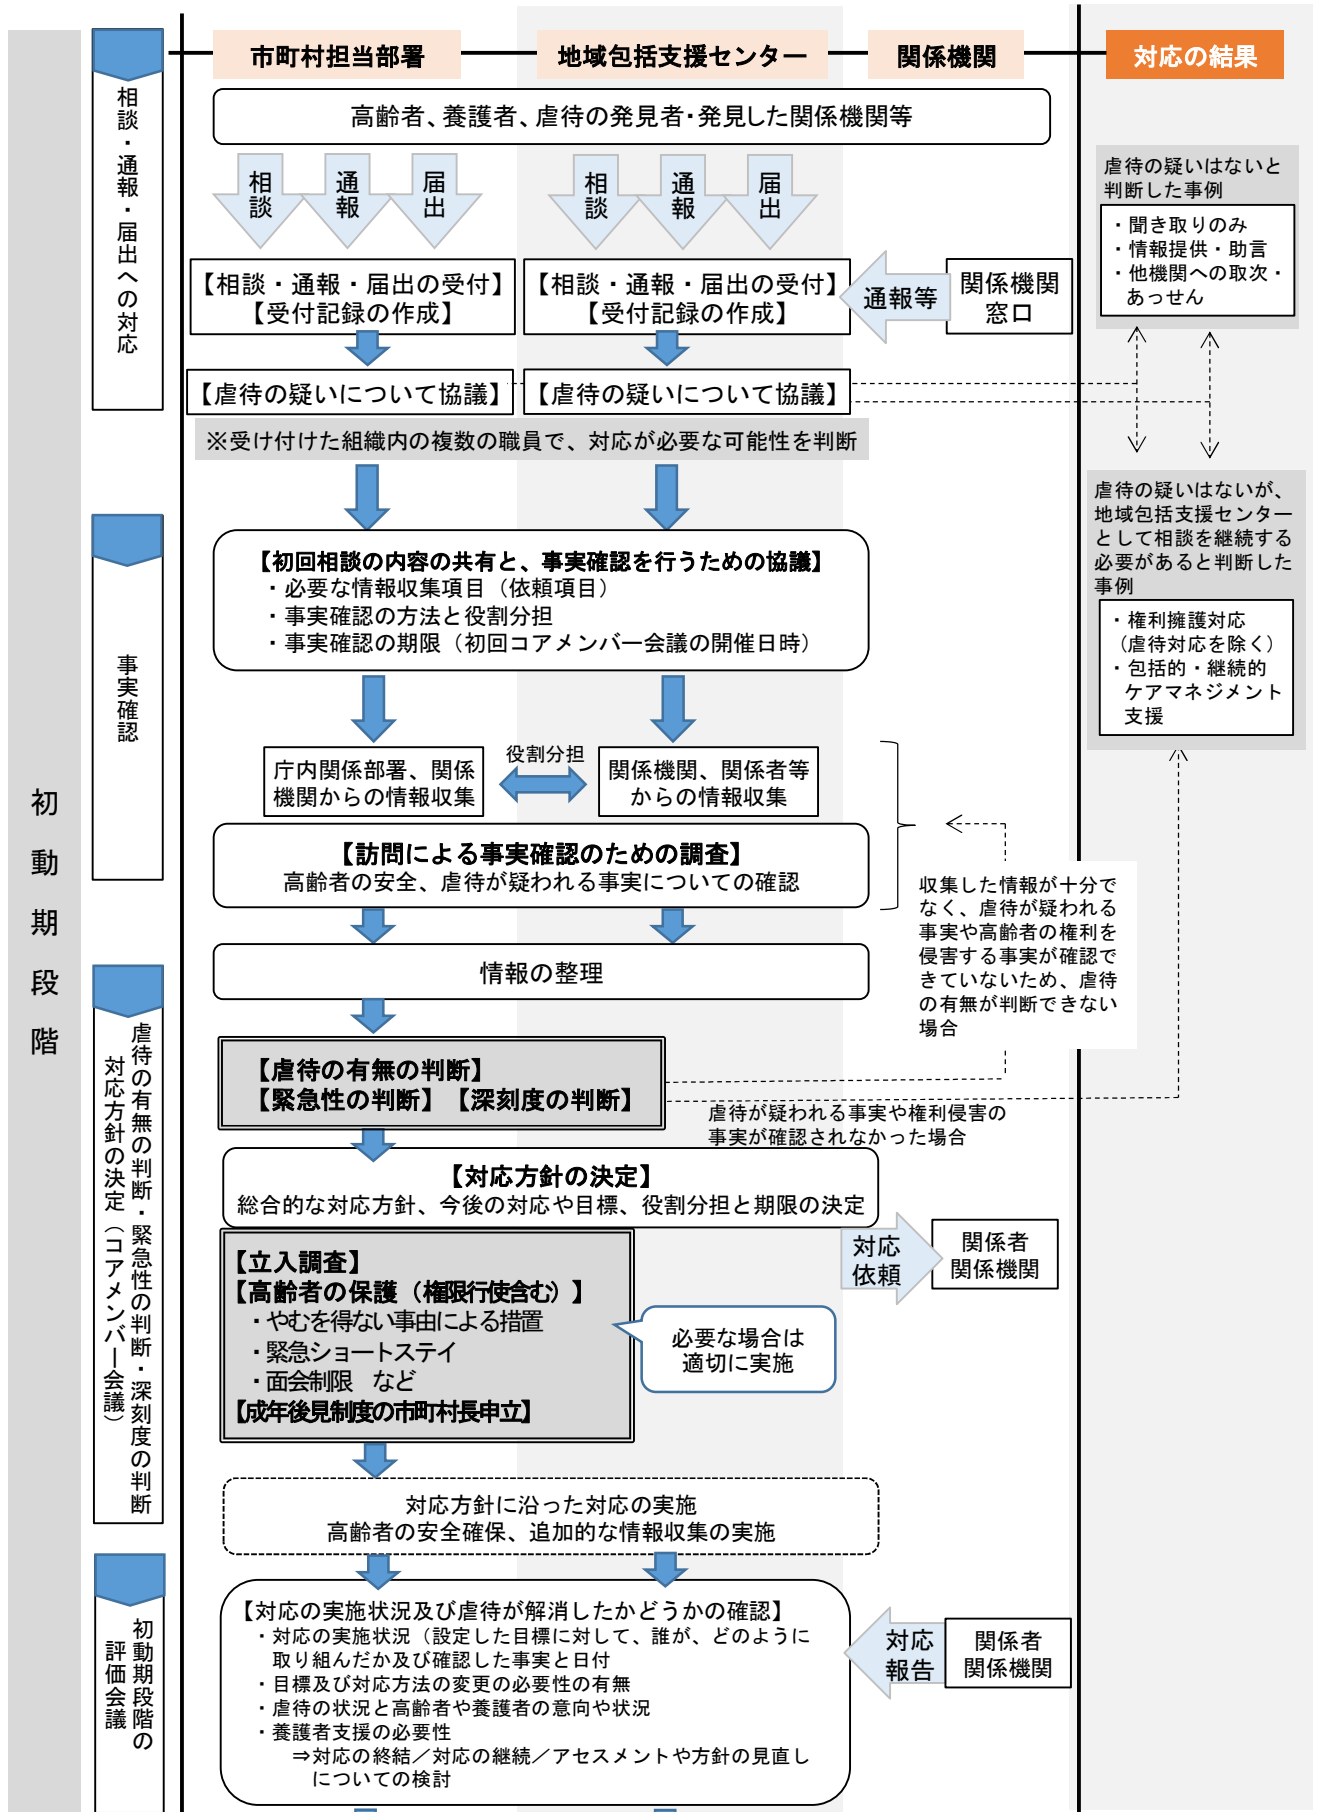 市町村担当部署
地域包括支援センター
関係機関
対応の結果
初動期段階
相談・通報・届出への対応
高齢者、養護者、虐待の発見者・発見した関係機関等
相談
通報
届出
相談
通報
届出
【相談・通報・届出の受付】
【受付記録の作成】
【相談・通報・届出の受付】
【受付記録の作成】
通報等
関係機関
窓口
【虐待の疑いについて協議】
【虐待の疑いについて協議】
※受け付けた組織内の複数の職員で、対応が必要な可能性を判断
虐待の疑いはないと
判断した事例
・聞き取りのみ
・情報提供・助言
・他機関への取次・
あっせん
虐待の疑いはないが、
地域包括支援センター
として相談を継続する
必要があると判断した
事例
・権利擁護対応
（虐待対応を除く）
・包括的・継続的
ケアマネジメント
支援
事実確認
【初回相談の内容の共有と、事実確認を行うための協議】
・必要な情報収集項目（依頼項目）
・事実確認の方法と役割分担
・事実確認の期限（初回コアメンバー会議の開催日時）
庁内関係部署、関係
機関からの情報収集
役割分担
関係機関、関係者等
からの情報収集
【訪問による事実確認のための調査】
高齢者の安全、虐待が疑われる事実についての確認
収集した情報が十分で
なく、虐待が疑われる
事実や高齢者の権利を
侵害する事実が確認で
きていないため、虐待
の有無が判断できない
場合
情報の整理
虐待の有無の判断・緊急性の判断・深刻度の判断
対応方針の決定（コアメンバー会議）
【虐待の有無の判断】
【緊急性の判断】【深刻度の判断】
虐待が疑われる事実や権利侵害の
事実が確認されなかった場合
【対応方針の決定】
総合的な対応方針、今後の対応や目標、役割分担と期限の決定
対応
依頼
関係者
関係機関
【立入調査】
【高齢者の保護（権限行使含む）】
・やむを得ない事由による措置
・緊急ショートステイ
・面会制限　など
【成年後見制度の市町村長申立】
必要な場合は
適切に実施
対応方針に沿った対応の実施
高齢者の安全確保、追加的な情報収集の実施
初動期段階の
評価会議
【対応の実施状況及び虐待が解消したかどうかの確認】
・対応の実施状況（設定した目標に対して、誰が、どのように
取り組んだか及び確認した事実と日付
・目標及び対応方法の変更の必要性の有無
・虐待の状況と高齢者や養護者の意向や状況
・養護者支援の必要性
⇒対応の終結／対応の継続／アセスメントや方針の見直し
についての検討
対応
報告
関係者
関係機関